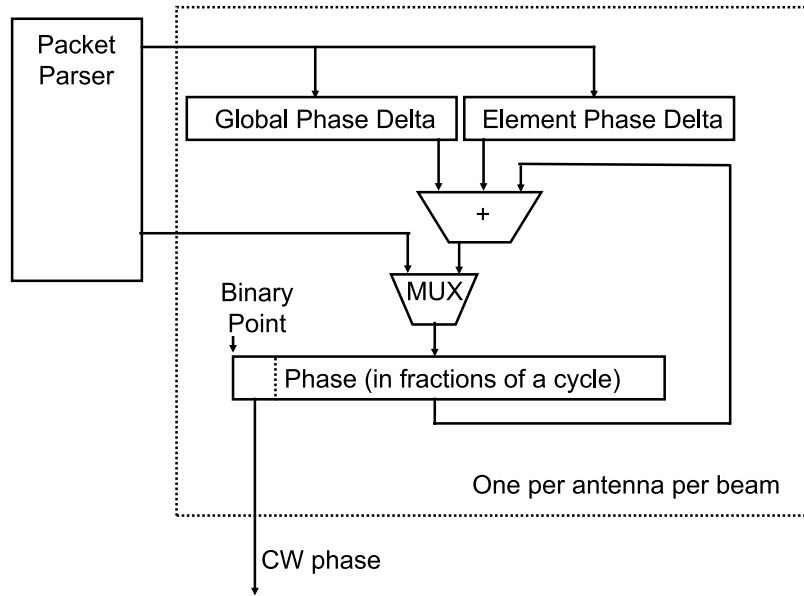 Packet
Parser
Global Phase Delta
Element Phase Delta
+
MUX
Binary
Point
Phase (in fractions of a cycle)
One per antenna per beam
CW phase